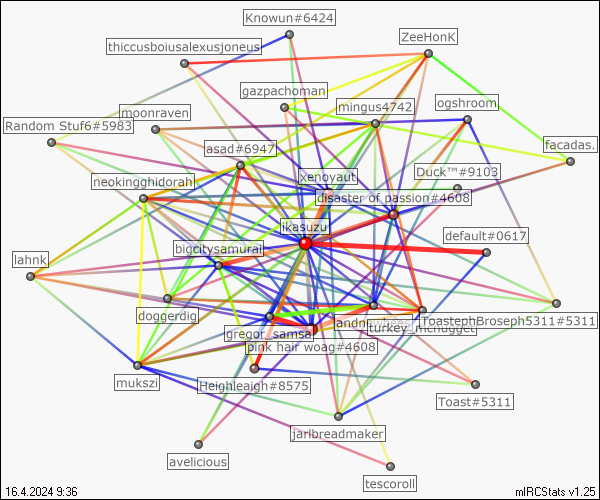 Knowun#6424
thiccusboiusalexusjoneus
ZeeHonK
gazpachoman
mingus4742
ogshroom
moonraven
Random Stuf6#5983
asad#6947
facadas.
xenoyaut
Duck™#9103
neokingghidorah
disaster of passion#4608
ikasuzu
default#0617
bigcitysamurai
lahnk
doggerdig
gregor_samsa
turkey_mcnugget
ToastephBroseph5311#5311
pink hair woag#4608
mukszi
Heighleaigh#8575
Toast#5311
jarlbreadmaker
avelicious
tescoroll
16.4.2024 9:36
mIRCStats v1.25